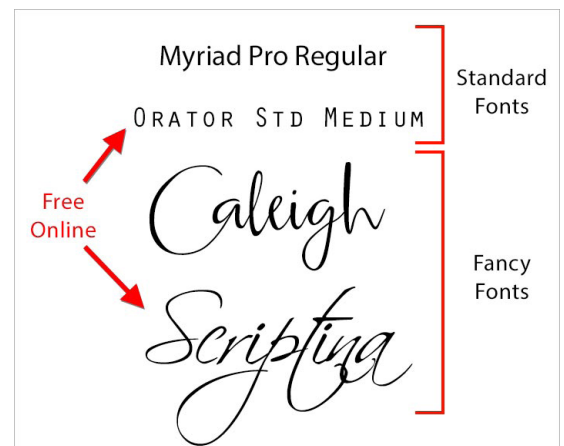 Myriad Pro Regular
Orator Std Medium
Standard
Fonts
Free
Online
Caleigh
Scriptina
Fancy
Fonts